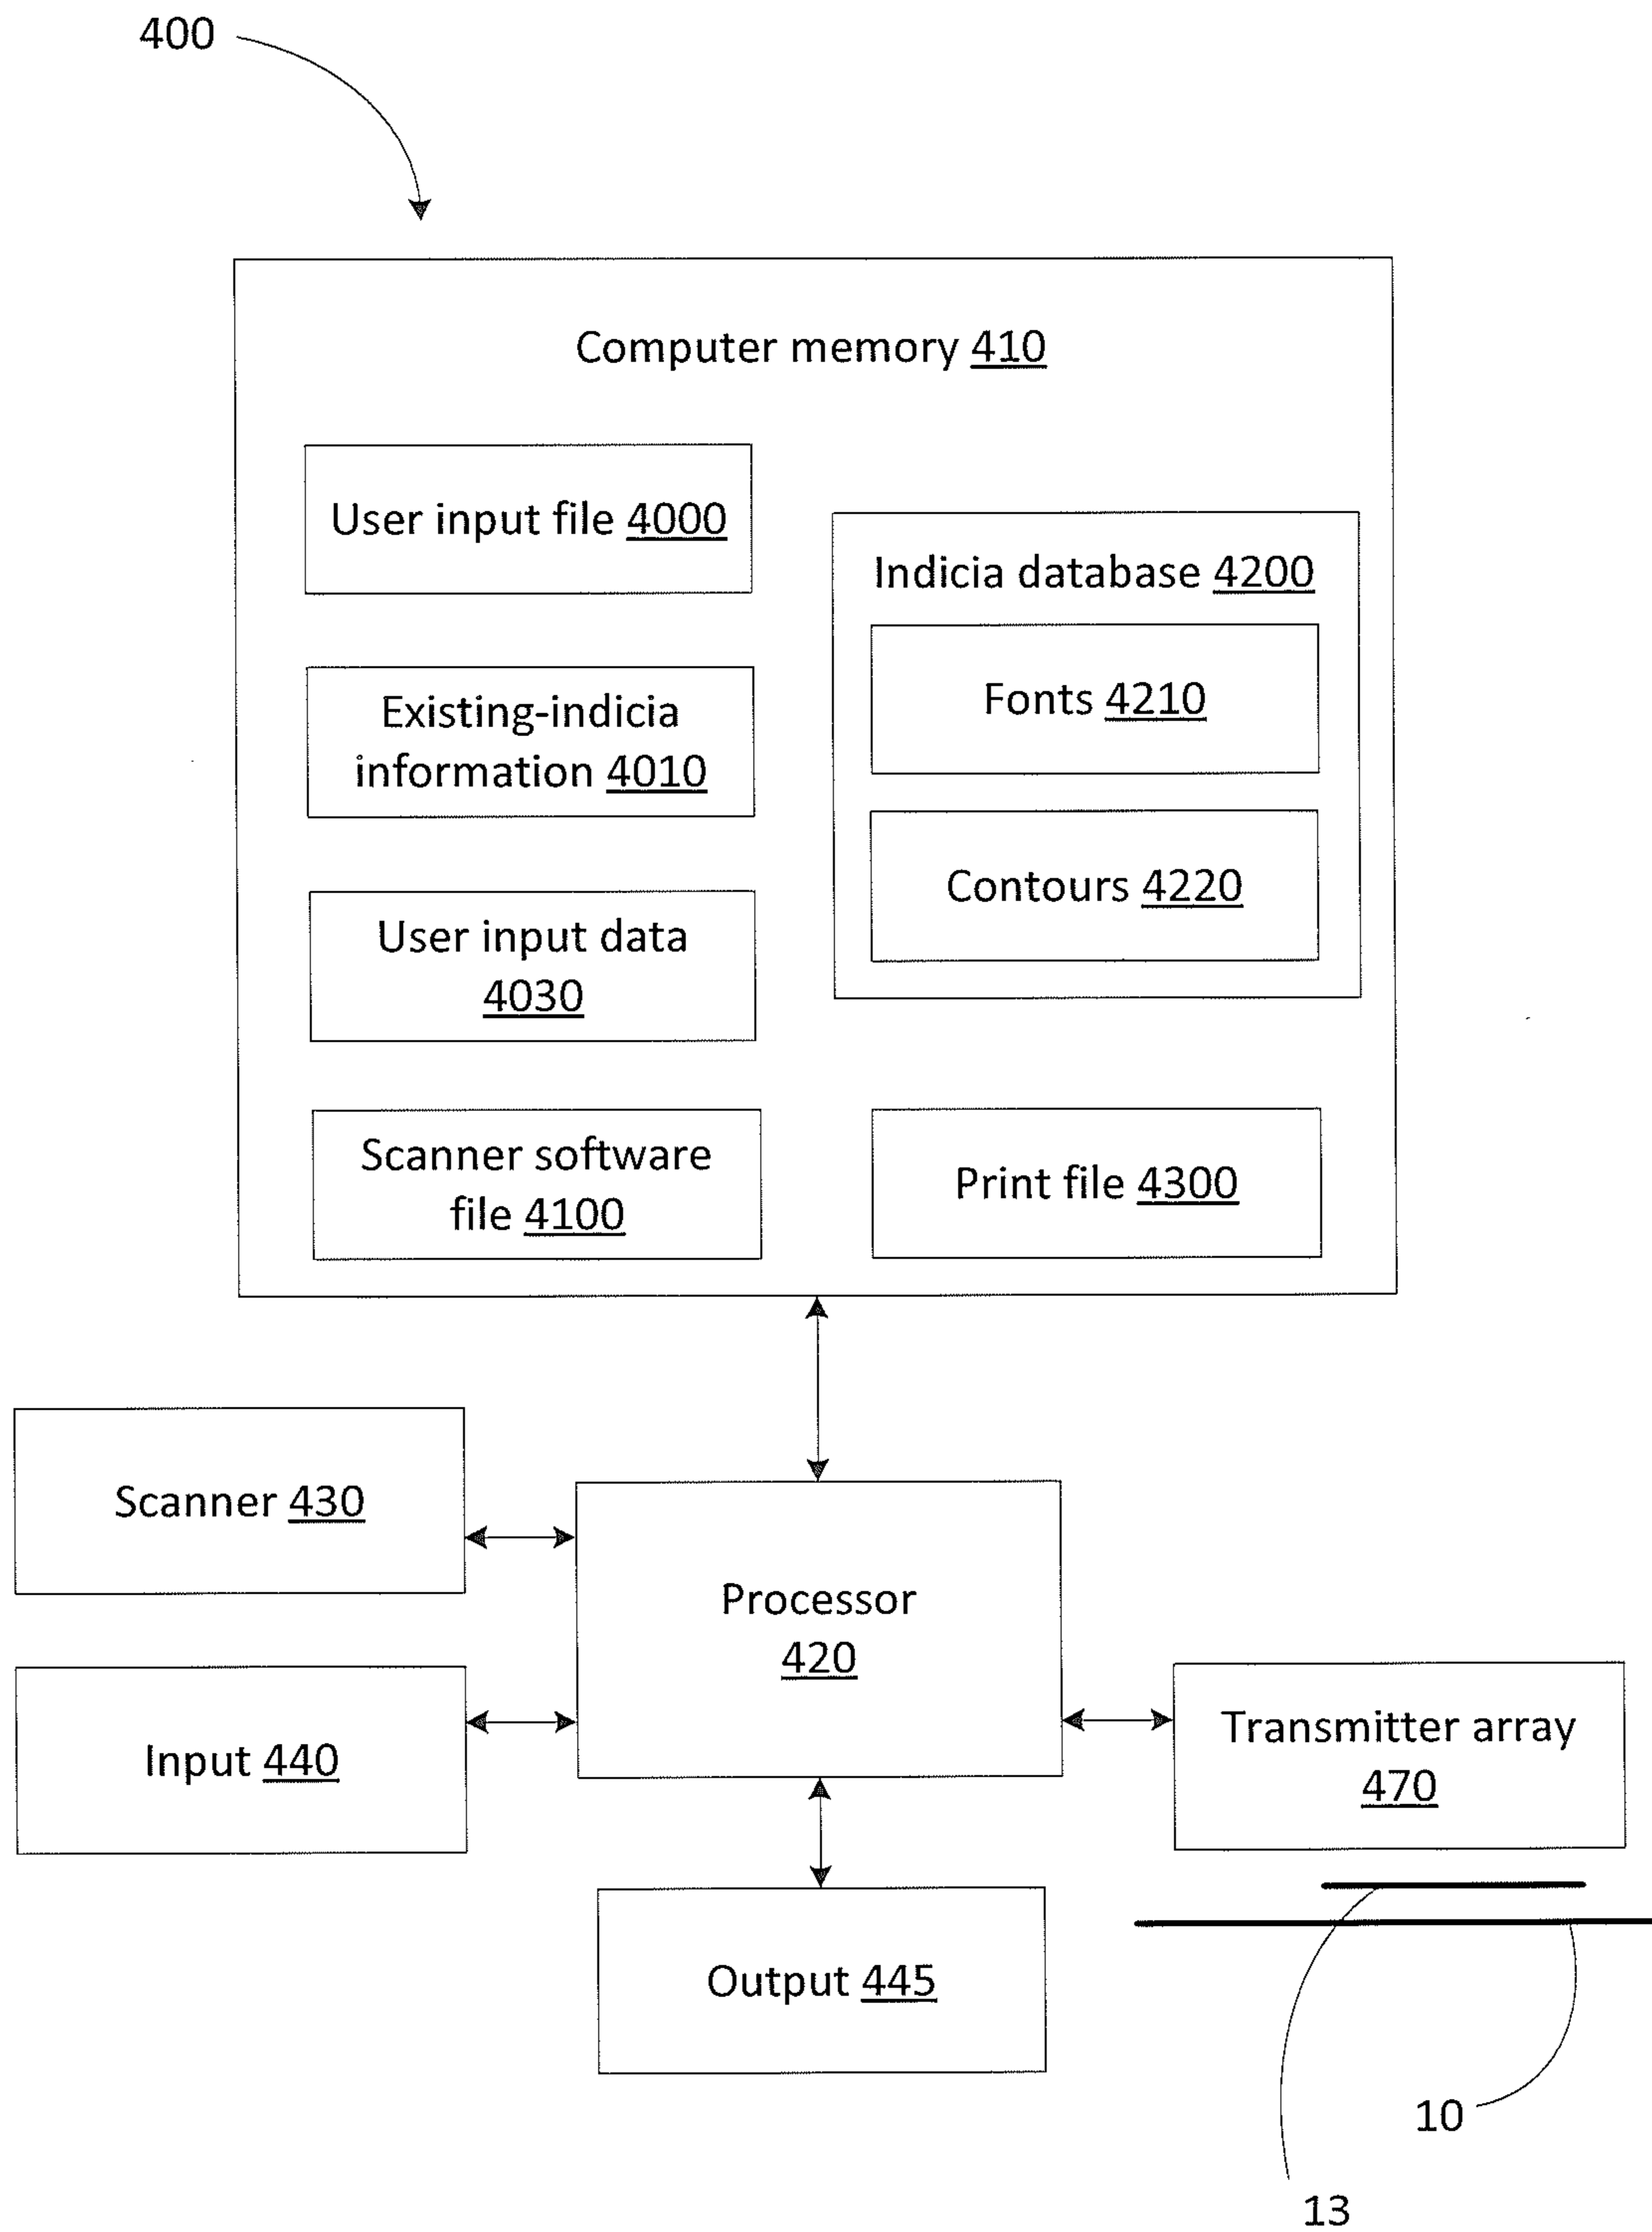 400
Computer memory 410
User input file 4000
Existing-indicia
information 4010
User input data
4030
Scanner software
file 4100
Indicia database 4200
Fonts 4210
Contours 4220
Print file 4300
Scanner 430
Input 440
Processor
420
Transmitter array
470
Output 445
10
13